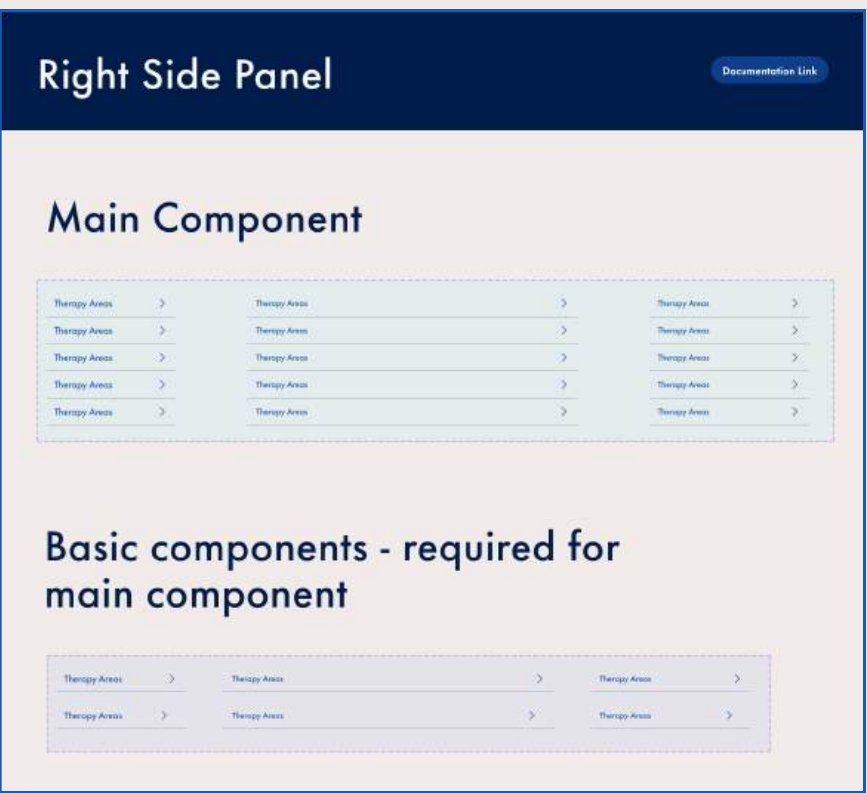 Right Side Panel
Documentation Link
Main Component
Therapy Areas Therapy Areas Therapy Areas
Therapy Areas Therapy Areas Therapy Areas
Therapy Areas Therapy Areas Therapy Areas
Therapy Areas Therapy Areas Therapy Areas
Therapy Areas Therapy Areas Therapy Areas
Basic components - required for
main component
Therapy Areas Therapy Areas Therapy Areas
Therapy Areas Therapy Areas Therapy Areas